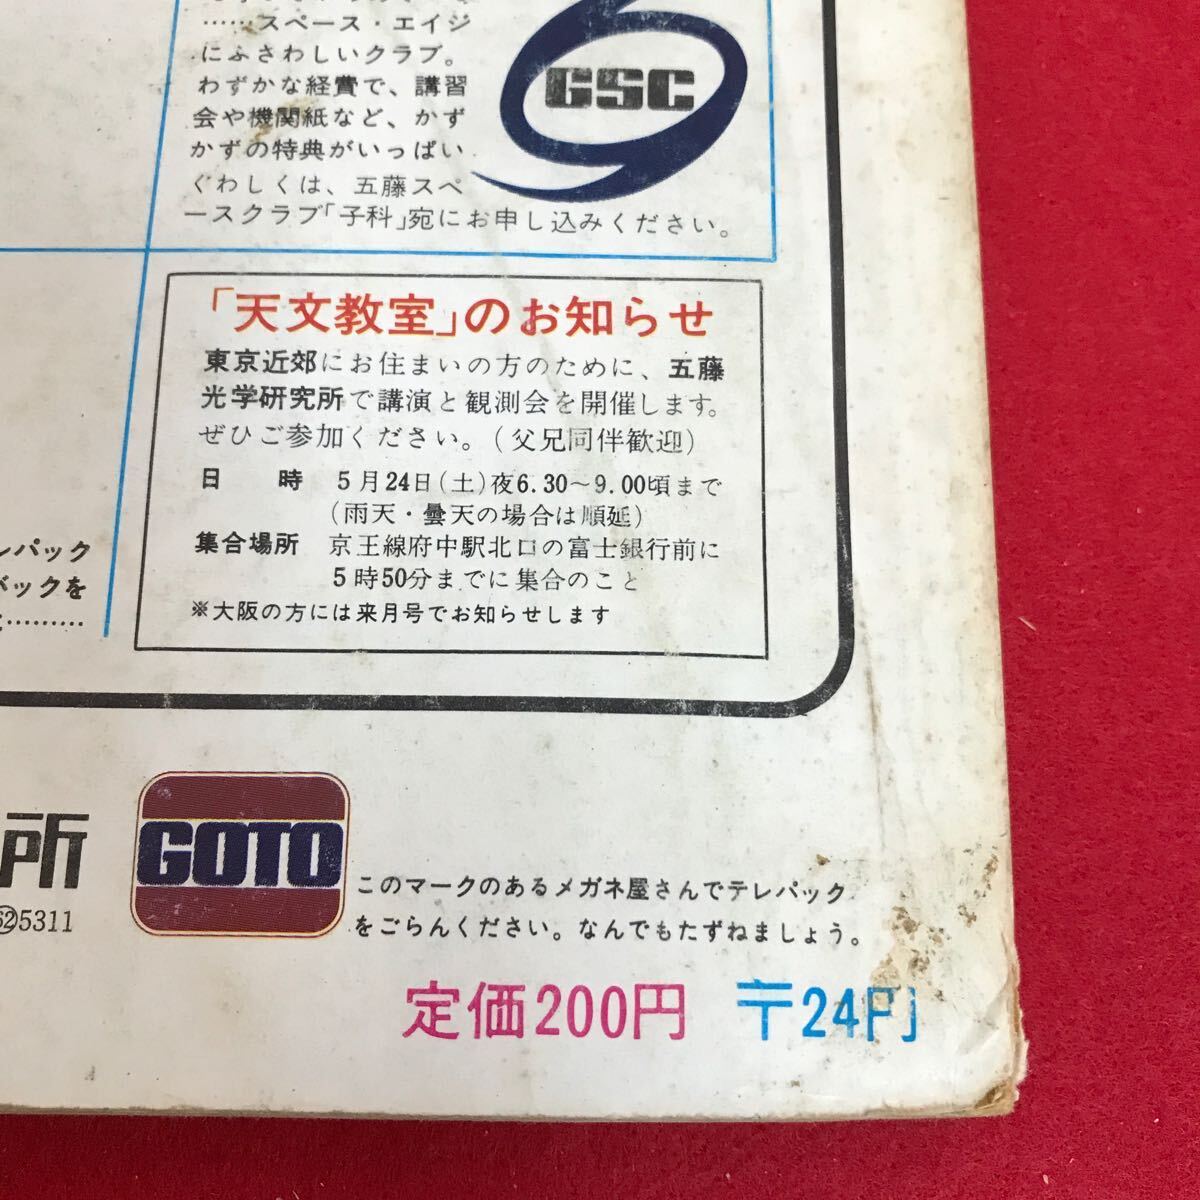 ……スペース・エイジ
にふさわしいクラブ。
わずかな経費で、講習
会や機関紙など、かず
かずの特典がいっぱい
くわしくは、五藤スペ
ースクラブ「子科」宛にお申し込みください。
GSC
「天文教室」のお知らせ
東京近郊にお住まいの方のために、五藤
光学研究所で講演と観測会を開催します。
ぜひご参加ください。(父兄同伴歓迎)
日 時 5月24日(土)夜6.30〜9.00頃まで
(雨天・曇天の場合は順延)
集合場所 京王線府中駅北口の富士銀行前に
5時50分までに集合のこと
※大阪の方には来月号でお知らせします
レパック
バックを
………
所
5311
GOTO
このマークのあるメガネ屋さんでテレパック
をごらんください。なんでもたずねましょう。
定価200円 〒24円